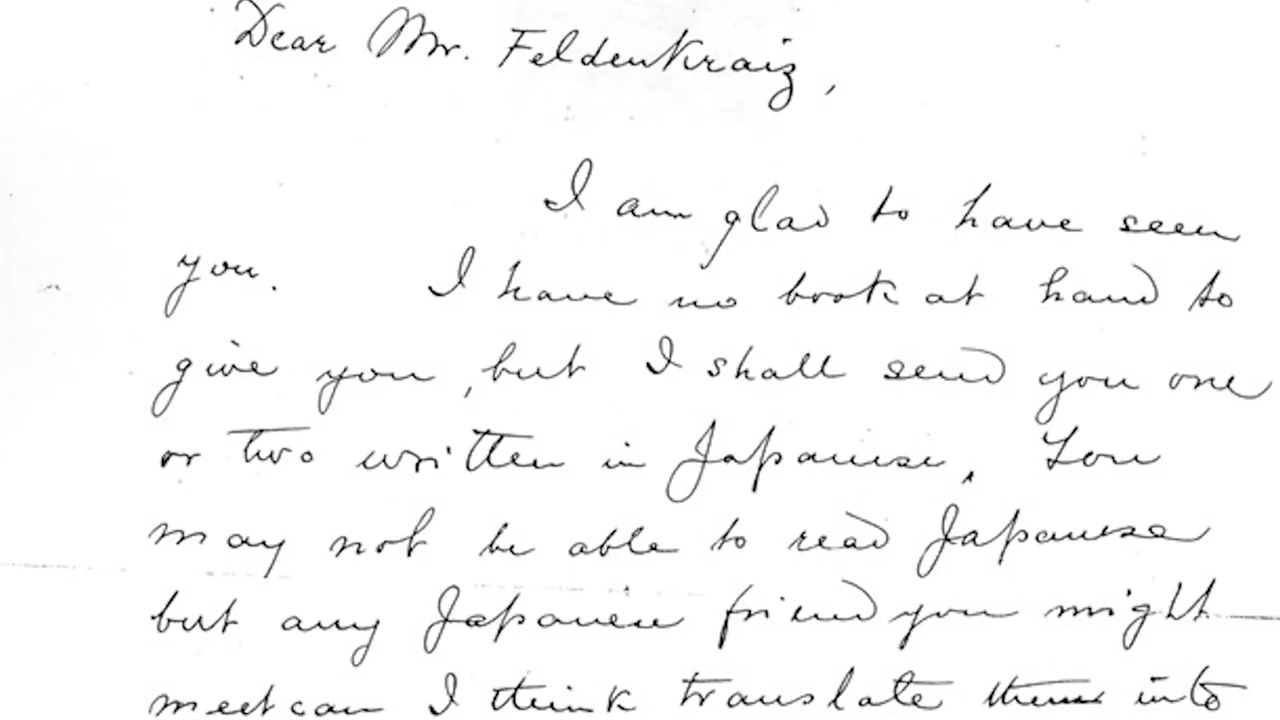 Dear Mr. Feldenkraiz,
I am glad to have seen
you. I have no book at hand to
give you, but I shall send you one
or two written in Japanese, You
may not be able to read Japanese
but any Japanese friend you might
meet can I think translate them into